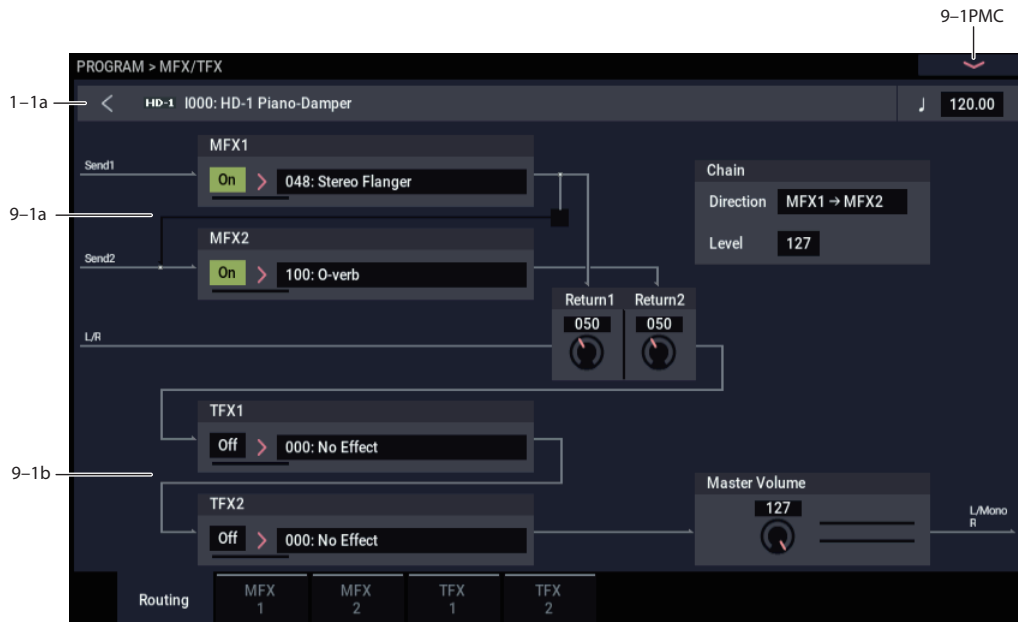 9–1PMC
PROGRAM > MFX/TFX
1–1a
HD-1 I000: HD-1 Piano-Damper
♩ 120.00
MFX1
Send1
On > 048: Stereo Flanger
Chain
Direction MFX1→MFX2
Level 127
9–1a
MFX2
Send2
On > 100: O-verb
Return1 Return2
050 050
L/R
TFX1
Off > 000: No Effect
9–1b
Master Volume
127
TFX2
Off > 000: No Effect
L/Mono
R
Routing
MFX
1
MFX
2
TFX
1
TFX
2